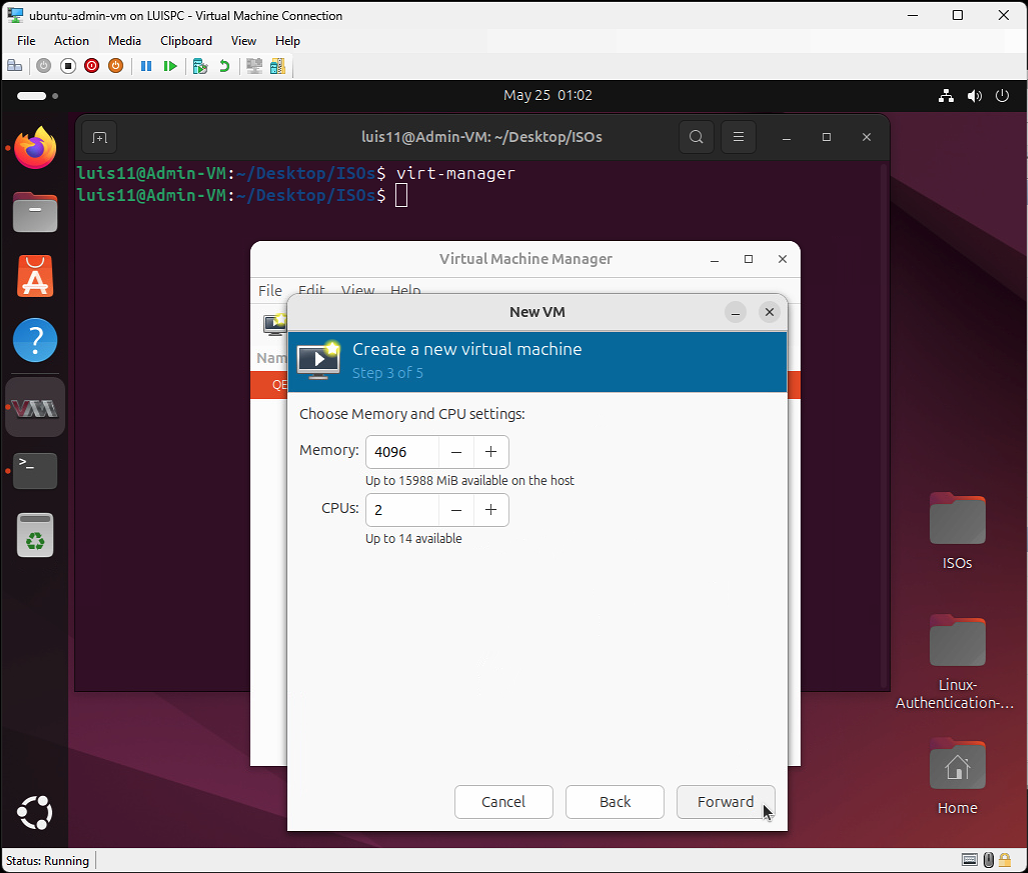 ubuntu-admin-vm on LUISPC - Virtual Machine Connection
File Action Media Clipboard View Help
May 25 01:02
luis11@Admin-VM: ~/Desktop/ISOs
luis11@Admin-VM:~/Desktop/ISOs$ virt-manager
luis11@Admin-VM:~/Desktop/ISOs$
Virtual Machine Manager
File Edit View Help
New VM
Nam
QE
Create a new virtual machine
Step 3 of 5
Choose Memory and CPU settings:
Memory: 4096 − +
Up to 15988 MiB available on the host
CPUs: 2 − +
Up to 14 available
Cancel Back Forward
ISOs
Linux-
Authentication-...
Home
Status: Running